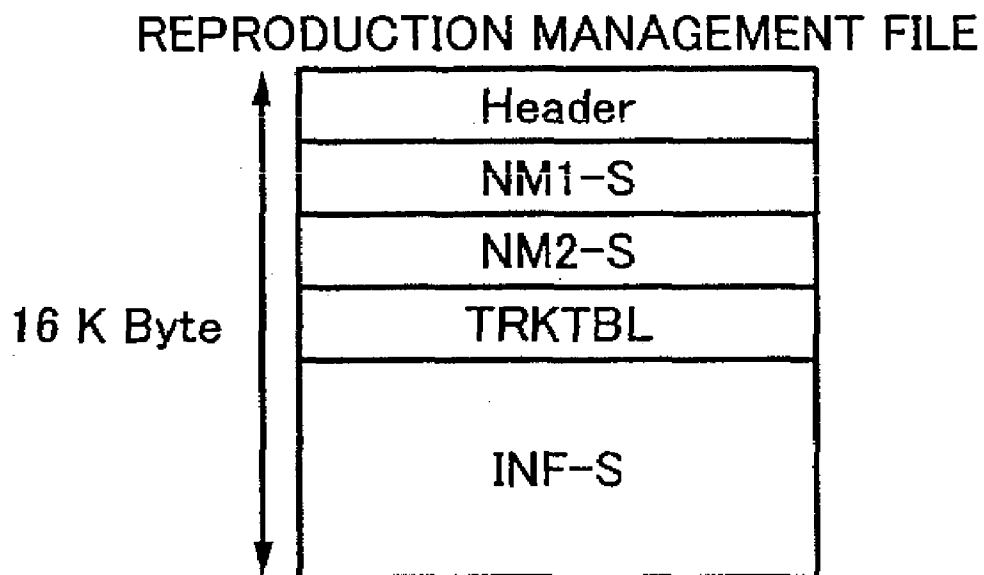 REPRODUCTION MANAGEMENT FILE
Header
NM1-S
NM2-S
TRKTBL
16 K Byte
INF-S